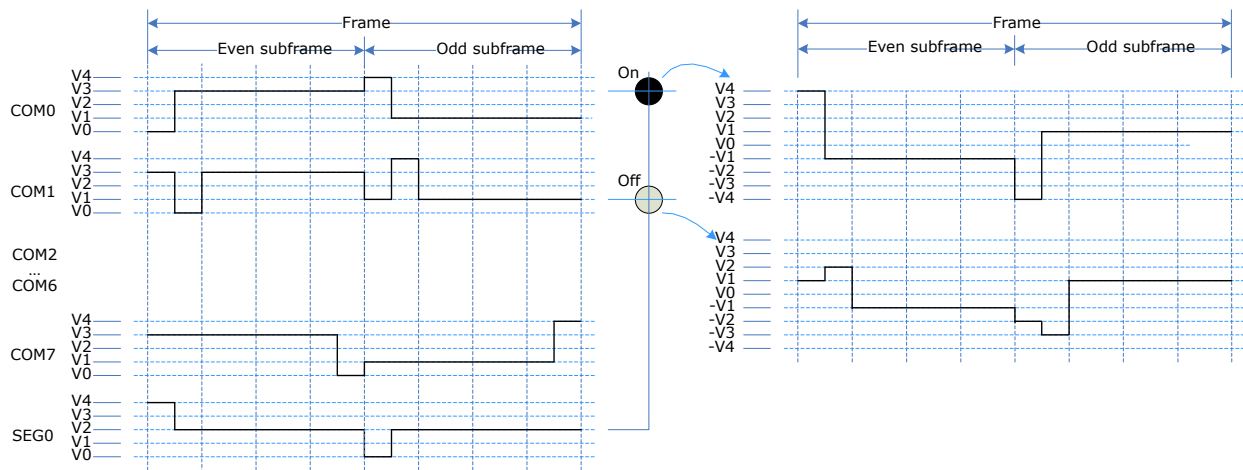 Frame
Even subframe
Odd subframe
COM0
V4
V3
V2
V1
V0
COM1
V4
V3
V2
V1
V0
COM2
...
COM6
COM7
V4
V3
V2
V1
V0
SEG0
V4
V3
V2
V1
V0
On
Off
Frame
Even subframe
Odd subframe
V4
V3
V2
V1
V0
-V1
-V2
-V3
-V4
V4
V3
V2
V1
V0
-V1
-V2
-V3
-V4